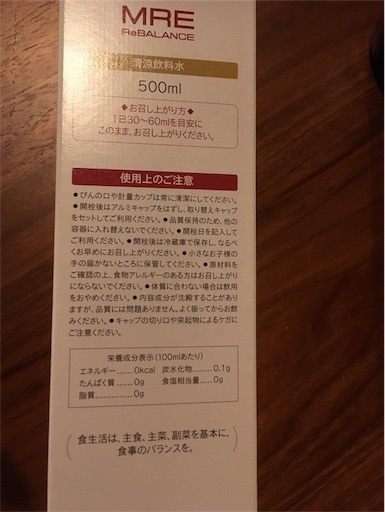 MRE
ReBALANCE
清涼飲料水
500ml
◆お召し上がり方◆
1日30～60mlを目安に
このまま、お召し上がりください。
使用上のご注意
●びんの口や計量カップは常に清潔にしてください。
●開栓後はアルミキャップをはずし、取り替えキャップ
をセットしてご利用ください。●品質保持のため、他の
容器に入れ替えないでください。●開栓日を記入して
ご利用ください。●開栓後は冷蔵庫で保存し、なるべ
くお早めにお召し上がりください。●小さなお子様の
手の届かないところに保管してください。●原材料を
ご確認の上、食物アレルギーのある方はお召し上がり
にならないでください。●体質に合わない場合は飲用
をおやめください。●内容成分が沈殿することがあり
ますが、品質には問題ありません。よく振ってからお飲
みください。●キャップの切り口や突起物によるケガに
ご注意ください。
栄養成分表示(100mlあたり)
エネルギー……0kcal 炭水化物………0.1g
たんぱく質……0g 食塩相当量……0g
脂質……………0g
(食生活は、主食、主菜、副菜を基本に、
食事のバランスを。)